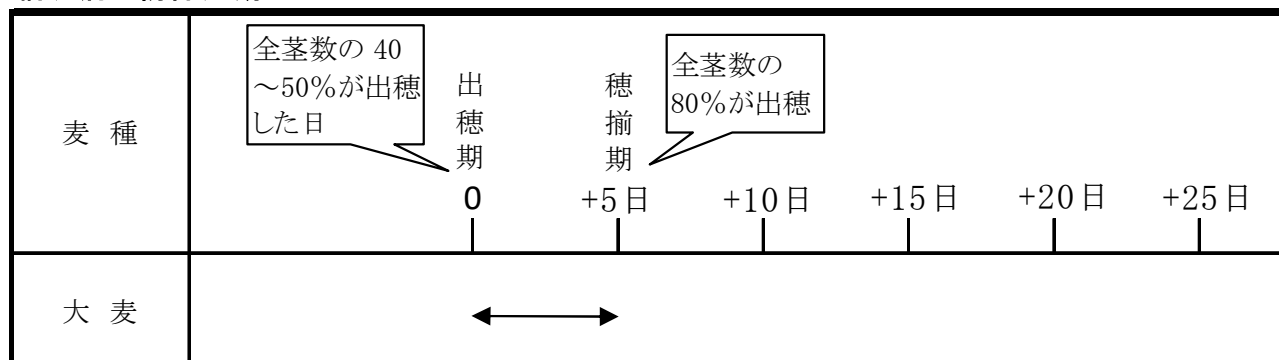 麦 種
全茎数の 40
~50%が出穂
した日
出穂期
穂揃期
全茎数の
80%が出穂
0
+5日
+10日
+15日
+20日
+25日
大 麦